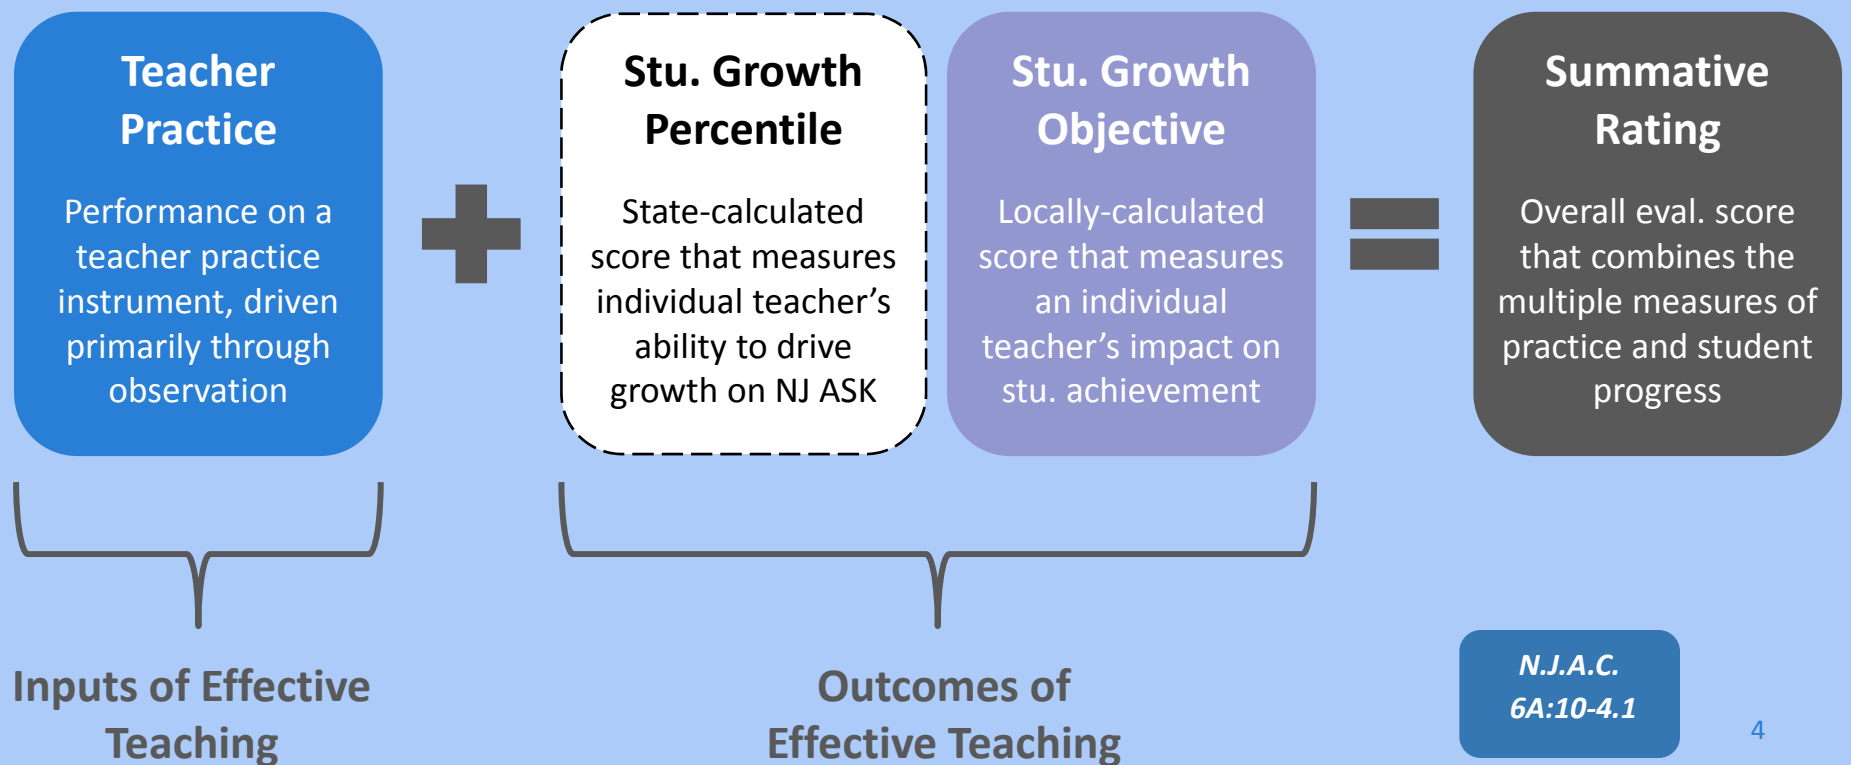 Teacher
Practice
Performance on a
teacher practice
instrument, driven
primarily through
observation
Stu. Growth
Percentile
State-calculated
score that measures
individual teacher’s
ability to drive
growth on NJ ASK
Stu. Growth
Objective
Locally-calculated
score that measures
an individual
teacher’s impact on
stu. achievement
Summative
Rating
Overall eval. score
that combines the
multiple measures of
practice and student
progress
Inputs of Effective
Teaching
Outcomes of
Effective Teaching
N.J.A.C.
6A:10-4.1
4